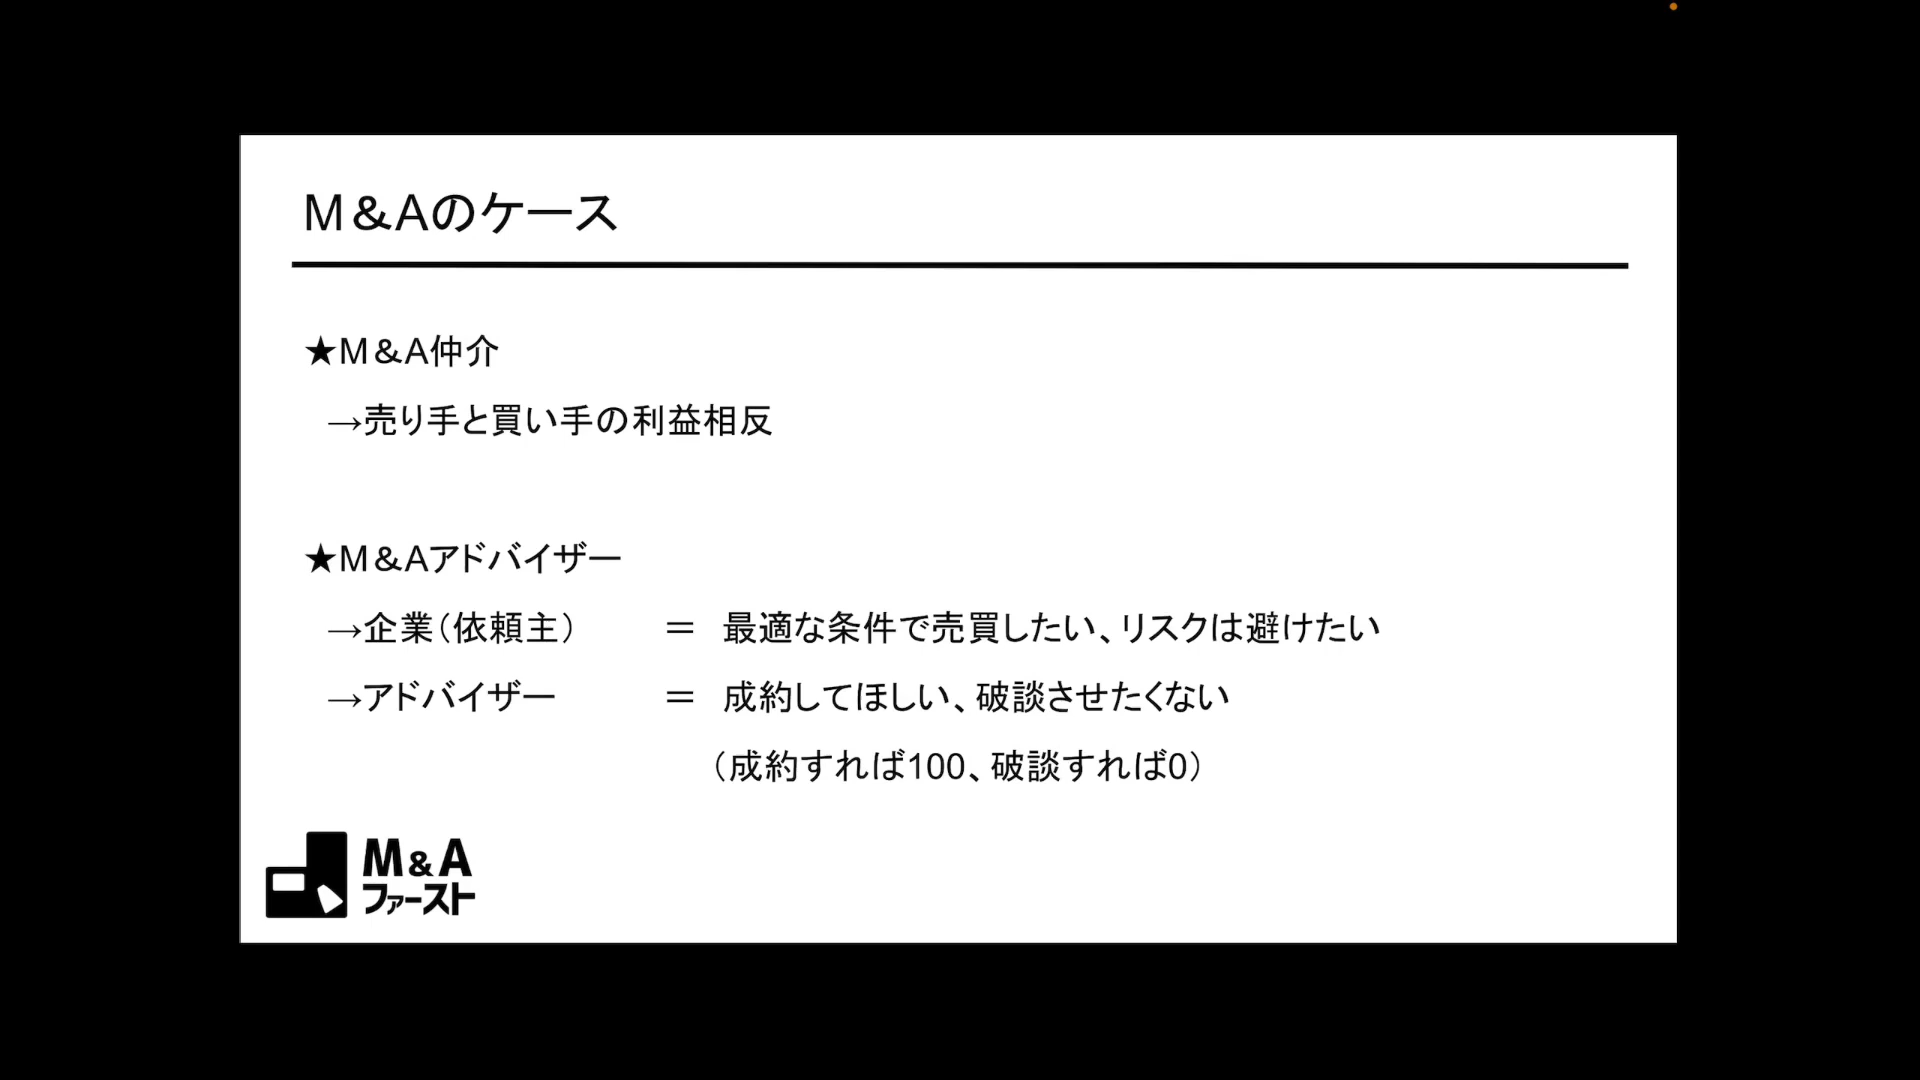 M&Aのケース
★M&A仲介
→売り手と買い手の利益相反
★M&Aアドバイザー
→企業(依頼主) = 最適な条件で売買したい、リスクは避けたい
→アドバイザー = 成約してほしい、破談させたくない
(成約すれば100、破談すれば0)
M&A
ファースト